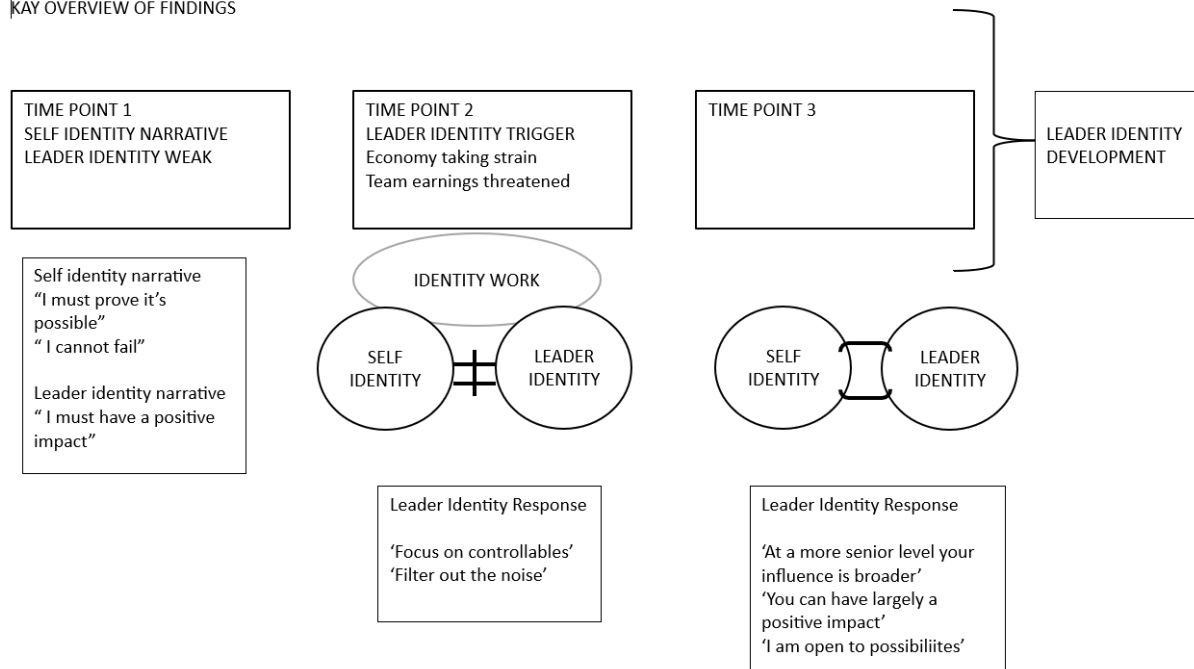 KAY OVERVIEW OF FINDINGS
TIME POINT 1
SELF IDENTITY NARRATIVE
LEADER IDENTITY WEAK
TIME POINT 2
LEADER IDENTITY TRIGGER
Economy taking strain
Team earnings threatened
TIME POINT 3
LEADER IDENTITY
DEVELOPMENT
Self identity narrative
“I must prove it’s
possible”
“ I cannot fail”
Leader identity narrative
“ I must have a positive
impact”
IDENTITY WORK
SELF
IDENTITY
LEADER
IDENTITY
SELF
IDENTITY
LEADER
IDENTITY
Leader Identity Response
‘Focus on controllables’
‘Filter out the noise’
Leader Identity Response
‘At a more senior level your
influence is broader’
‘You can have largely a
positive impact’
‘I am open to possibiliites’